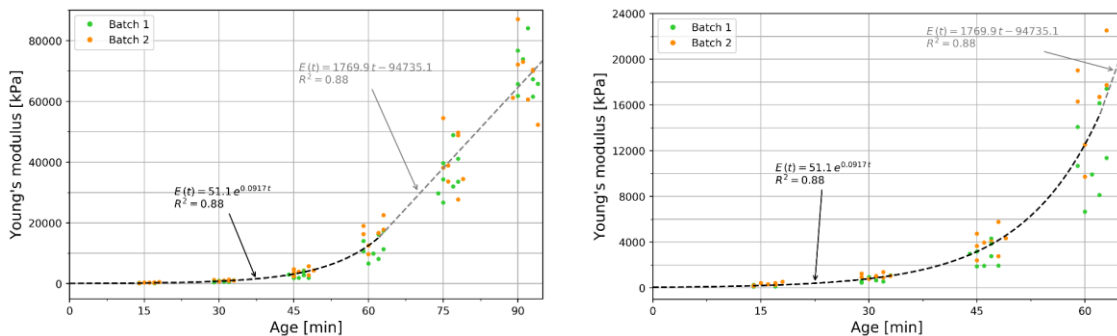 Batch 1
Batch 2
E(t) = 1769.9 t − 94735.1
R² = 0.88
E(t) = 51.1 e^0.0917 t
R² = 0.88
Young's modulus [kPa]
80000
60000
40000
20000
0
0 15 30 45 60 75 90
Age [min]
Batch 1
Batch 2
E(t) = 1769.9 t − 94735.1
R² = 0.88
E(t) = 51.1 e^0.0917 t
R² = 0.88
Young's modulus [kPa]
24000
20000
16000
12000
8000
4000
0
0 15 30 45 60
Age [min]